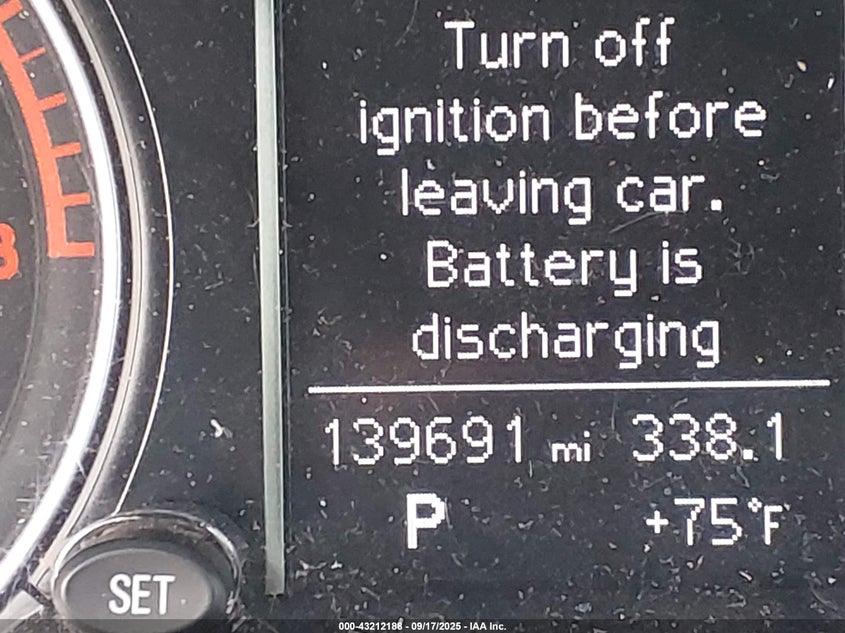 Turn off
ignition before
leaving car.
Battery is
discharging
139691 mi 338.1
P +75°F
SET
000-43212188 - 09/17/2025 - IAA Inc.